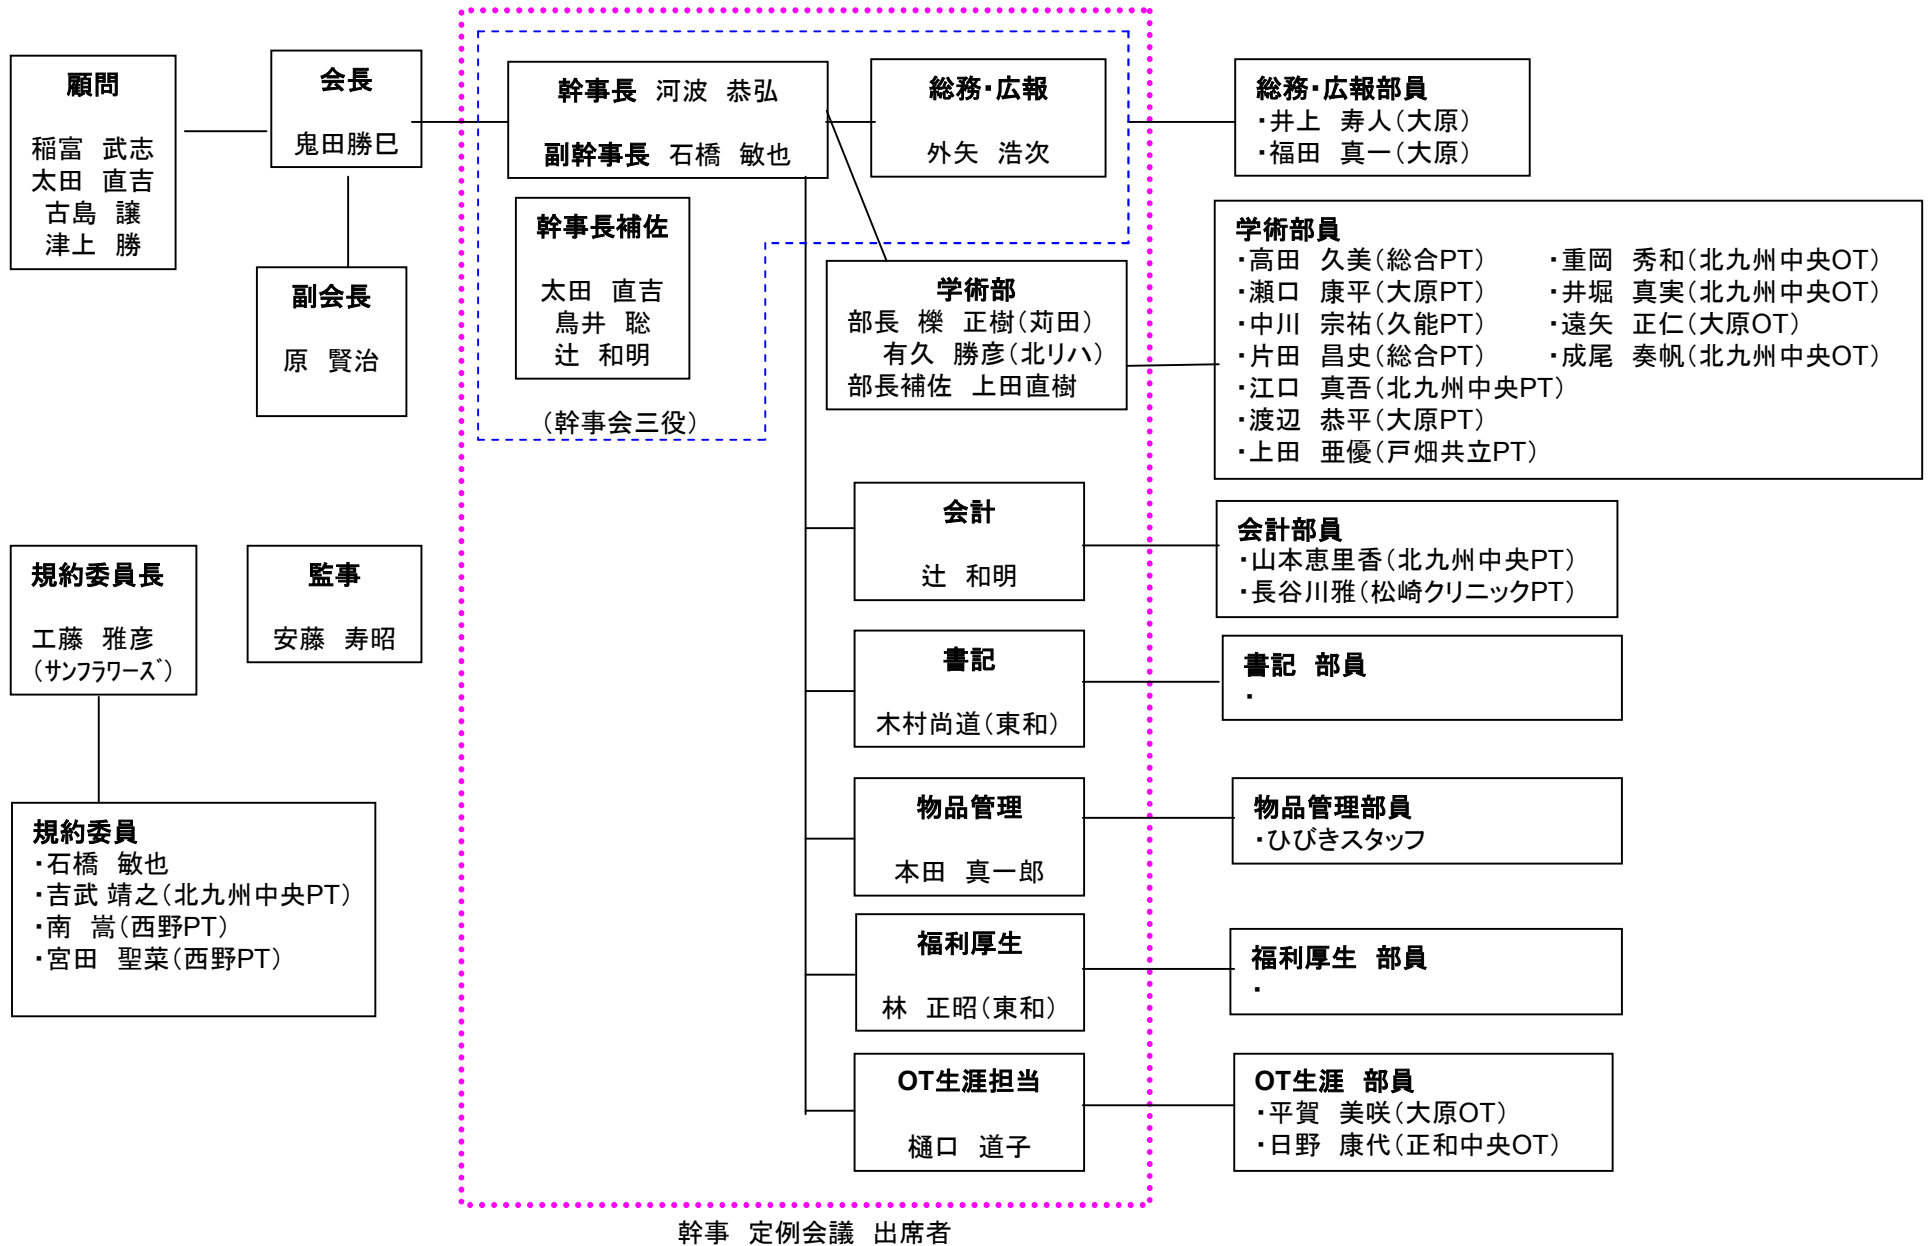 顧問
稲富　武志
太田　直吉
古島　譲
津上　勝
会長
鬼田勝巳
副会長
原　賢治
幹事長　河波　恭弘
副幹事長　石橋　敏也
総務・広報
外矢　浩次
幹事長補佐
太田　直吉
鳥井　聡
辻　和明
（幹事会三役）
学術部
部長　櫟　正樹（苅田）
有久　勝彦（北リハ）
部長補佐　上田直樹
総務・広報部員
・井上　寿人（大原）
・福田　真一（大原）
学術部員
・高田　久美（総合PT）
・瀬口　康平（大原PT）
・中川　宗祐（久能PT）
・片田　昌史（総合PT）
・江口　真吾（北九州中央PT）
・渡辺　恭平（大原PT）
・上田　亜優（戸畑共立PT）
・重岡　秀和（北九州中央OT）
・井堀　真実（北九州中央OT）
・遠矢　正仁（大原OT）
・成尾　奏帆（北九州中央OT）
規約委員長
工藤　雅彦
（ｻﾝﾌﾗﾜｰｽﾞ）
監事
安藤　寿昭
規約委員
・石橋　敏也
・吉武 靖之（北九州中央PT）
・南　嵩（西野PT）
・宮田　聖菜（西野PT）
会計
辻　和明
会計部員
・山本恵里香（北九州中央PT）
・長谷川雅（松崎クリニックPT）
書記
木村尚道（東和）
書記　部員
・
物品管理
本田　真一郎
物品管理部員
・ひびきスタッフ
福利厚生
林　正昭（東和）
福利厚生　部員
・
OT生涯担当
樋口　道子
OT生涯　部員
・平賀　美咲（大原OT）
・日野　康代（正和中央OT）
幹事　定例会議　出席者